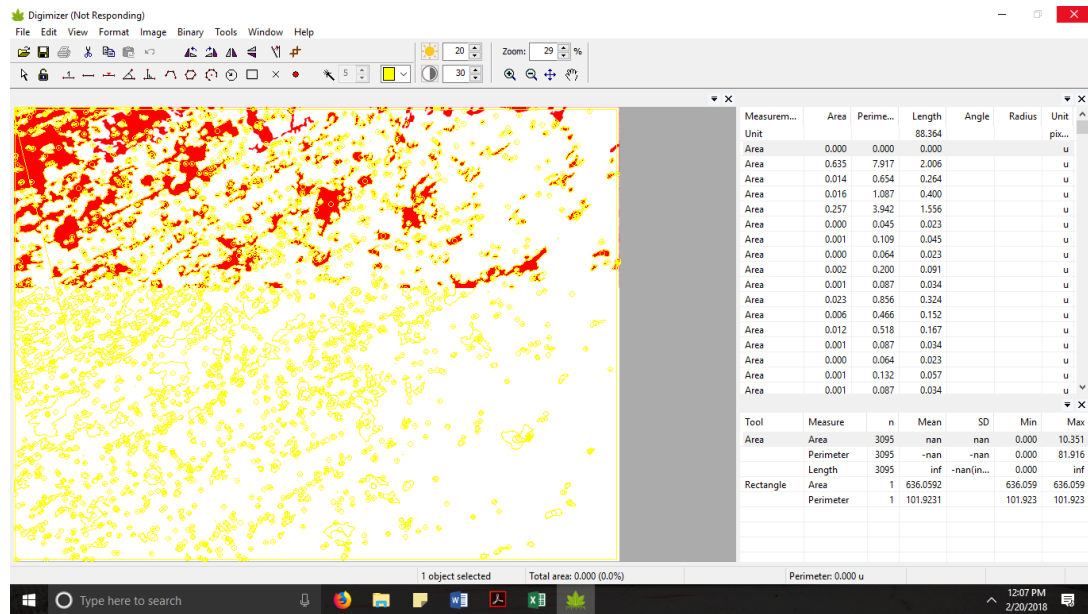 Digimizer (Not Responding)
File Edit View Format Image Binary Tools Window Help
20 Zoom: 29 %
5 30
Measurem... Area Perime... Length Angle Radius Unit
Unit 88.364 pix...
Area 0.000 0.000 0.000 u
Area 0.635 7.917 2.006 u
Area 0.014 0.654 0.264 u
Area 0.016 1.087 0.400 u
Area 0.257 3.942 1.556 u
Area 0.000 0.045 0.023 u
Area 0.001 0.109 0.045 u
Area 0.000 0.064 0.023 u
Area 0.002 0.200 0.091 u
Area 0.001 0.087 0.034 u
Area 0.023 0.856 0.324 u
Area 0.006 0.466 0.152 u
Area 0.012 0.518 0.167 u
Area 0.001 0.087 0.034 u
Area 0.000 0.064 0.023 u
Area 0.001 0.132 0.057 u
Area 0.001 0.087 0.034 u
Tool Measure n Mean SD Min Max
Area Area 3095 nan nan 0.000 10.351
Perimeter 3095 -nan -nan 0.000 81.916
Length 3095 inf -nan(in... 0.000 inf
Rectangle Area 1 636.0592 636.059 636.059
Perimeter 1 101.9231 101.923 101.923
1 object selected Total area: 0.000 (0.0%) Perimeter: 0.000 u
Type here to search
12:07 PM
2/20/2018